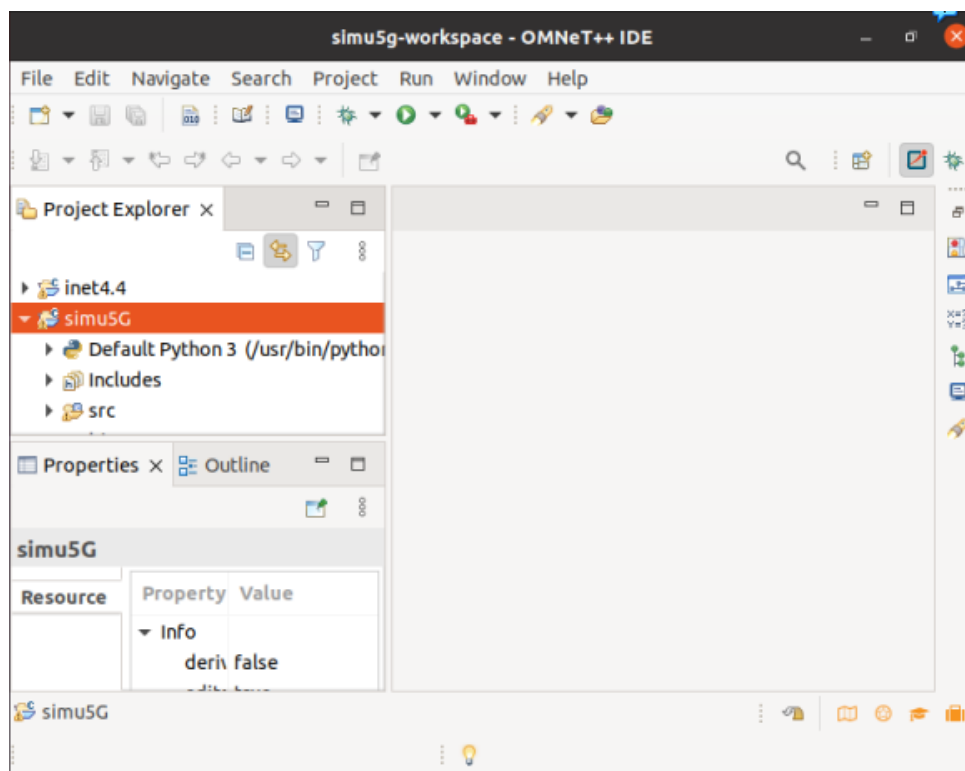 simu5g-workspace - OMNeT++ IDE
File Edit Navigate Search Project Run Window Help
010
Project Explorer
inet4.4
simu5G
Default Python 3 (/usr/bin/pytho
Includes
src
Properties Outline
simu5G
Resource Property Value
Info
deriv false
simu5G